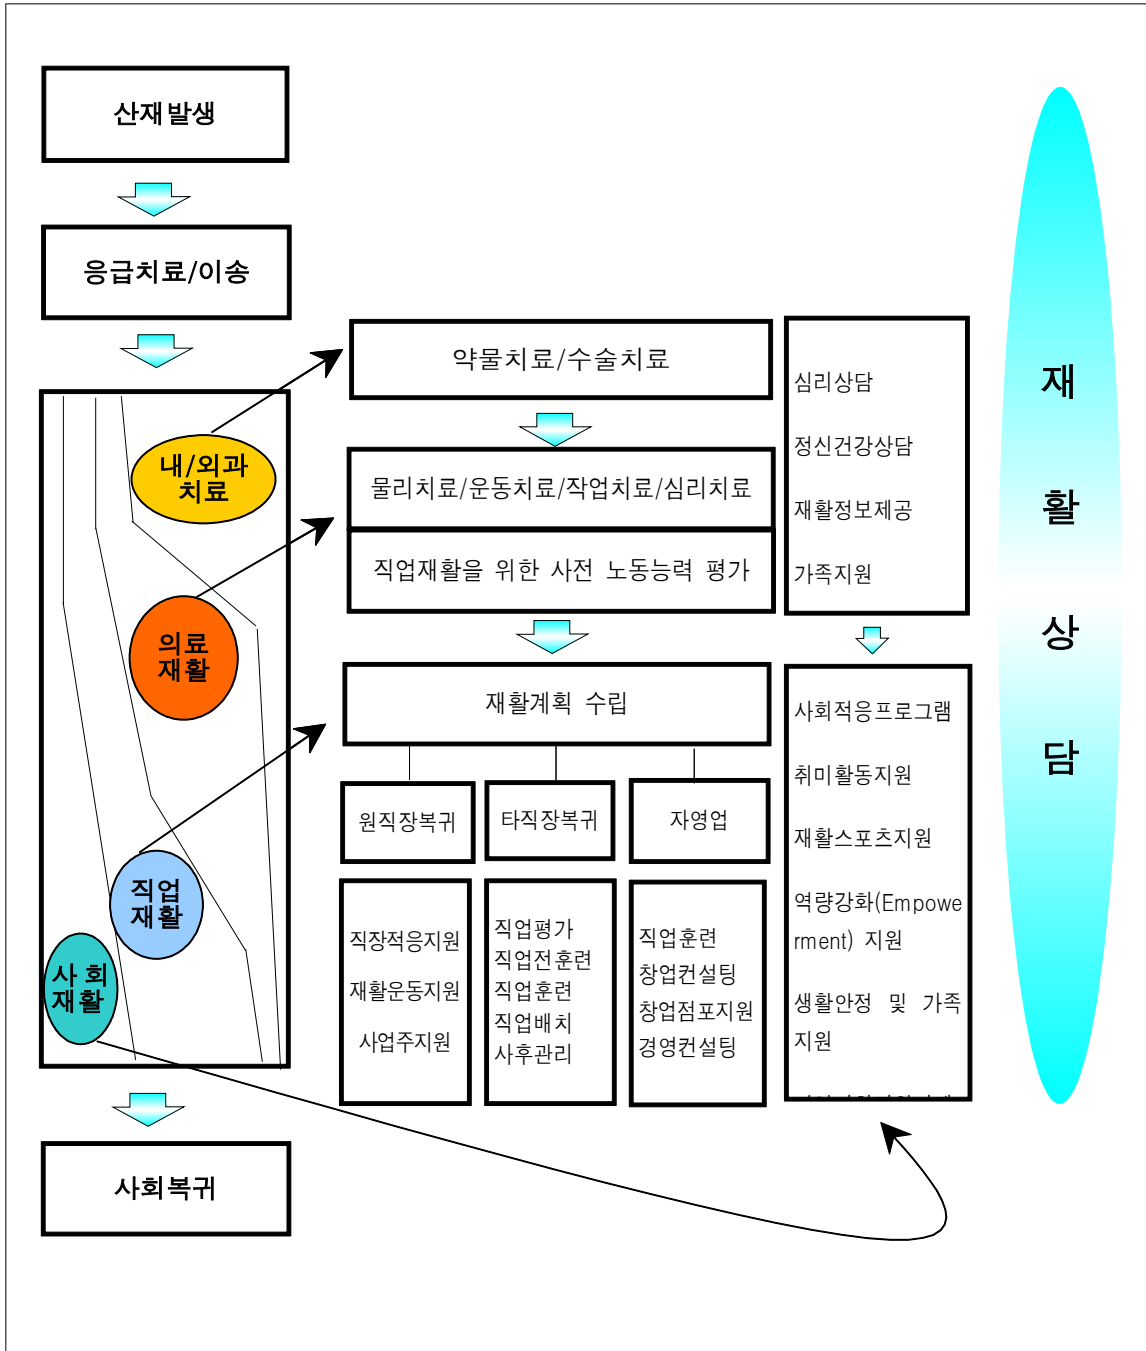 산재발생
응급치료/이송
내/외과
치료
의료
재활
직업
재활
사 회
재활
사회복귀
약물치료/수술치료
물리치료/운동치료/작업치료/심리치료
직업재활을 위한 사전 노동능력 평가
재활계획 수립
원직장복귀
타직장복귀
자영업
직장적응지원
재활운동지원
사업주지원
직업평가
직업전훈련
직업훈련
직업배치
사후관리
직업훈련
창업컨설팅
창업점포지원
경영컨설팅
심리상담
정신건강상담
재활정보제공
가족지원
사회적응프로그램
취미활동지원
재활스포츠지원
역량강화(Empowe
rment) 지원
생활안정 및 가족
지원
재
활
상
담